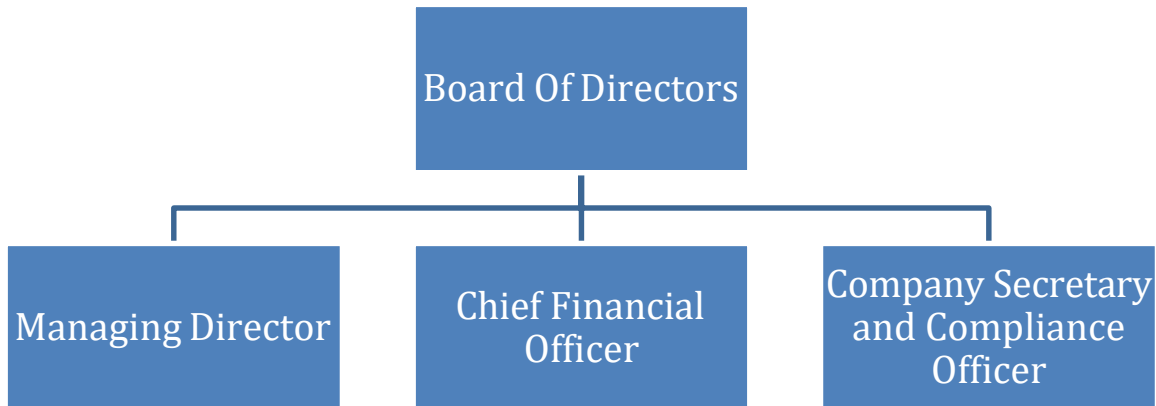 Board Of Directors
Managing Director
Chief Financial
Officer
Company Secretary
and Compliance
Officer